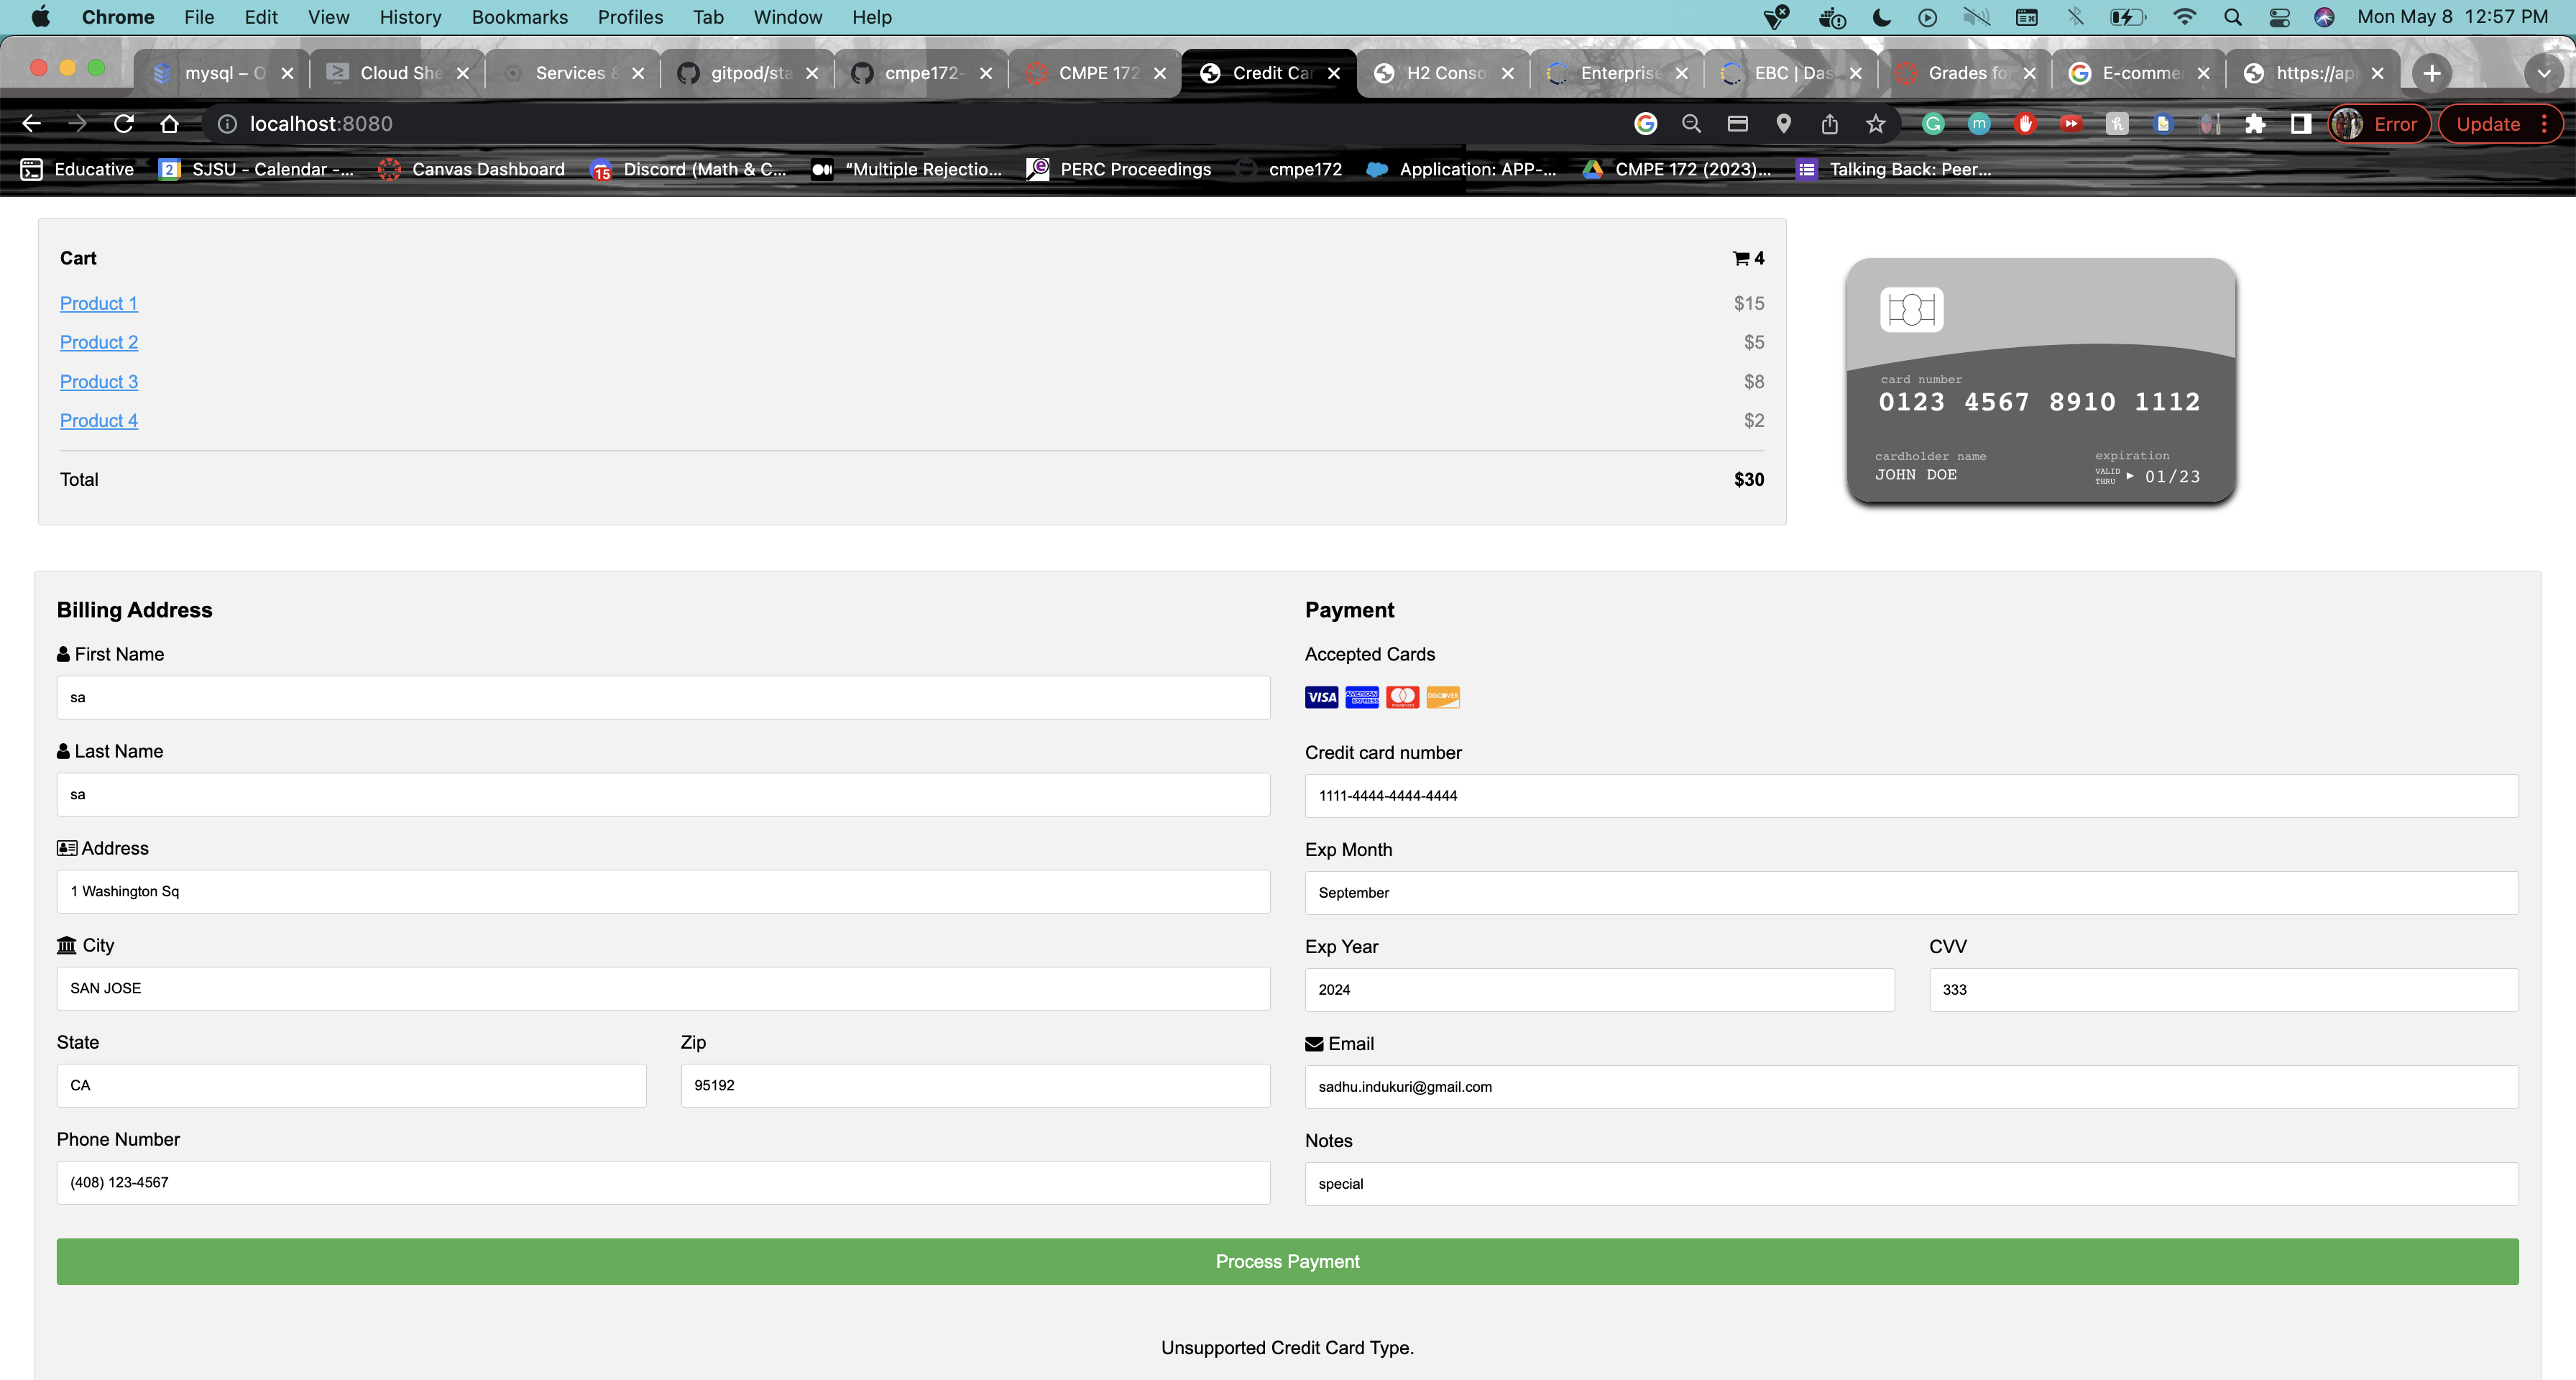 Chrome File Edit View History Bookmarks Profiles Tab Window Help Mon May 8 12:57 PM
mysql – O Cloud She Services & gitpod/sta cmpe172- CMPE 172 Credit Car H2 Conso Enterprise EBC | Das Grades fo E-comme https://ap
localhost:8080 Error Update
Educative SJSU - Calendar -... Canvas Dashboard 15 Discord (Math & C... “Multiple Rejectio... PERC Proceedings cmpe172 Application: APP-... CMPE 172 (2023)... Talking Back: Peer...
Cart 4
Product 1 $15
Product 2 $5
Product 3 $8
Product 4 $2
Total $30
card number
0123 4567 8910 1112
cardholder name expiration
JOHN DOE VALID THRU 01/23
Billing Address
First Name
sa
Last Name
sa
Address
1 Washington Sq
City
SAN JOSE
State Zip
CA 95192
Phone Number
(408) 123-4567
Payment
Accepted Cards
VISA AMERICAN EXPRESS mastercard DISCOVER
Credit card number
1111-4444-4444-4444
Exp Month
September
Exp Year CVV
2024 333
Email
sadhu.indukuri@gmail.com
Notes
special
Process Payment
Unsupported Credit Card Type.